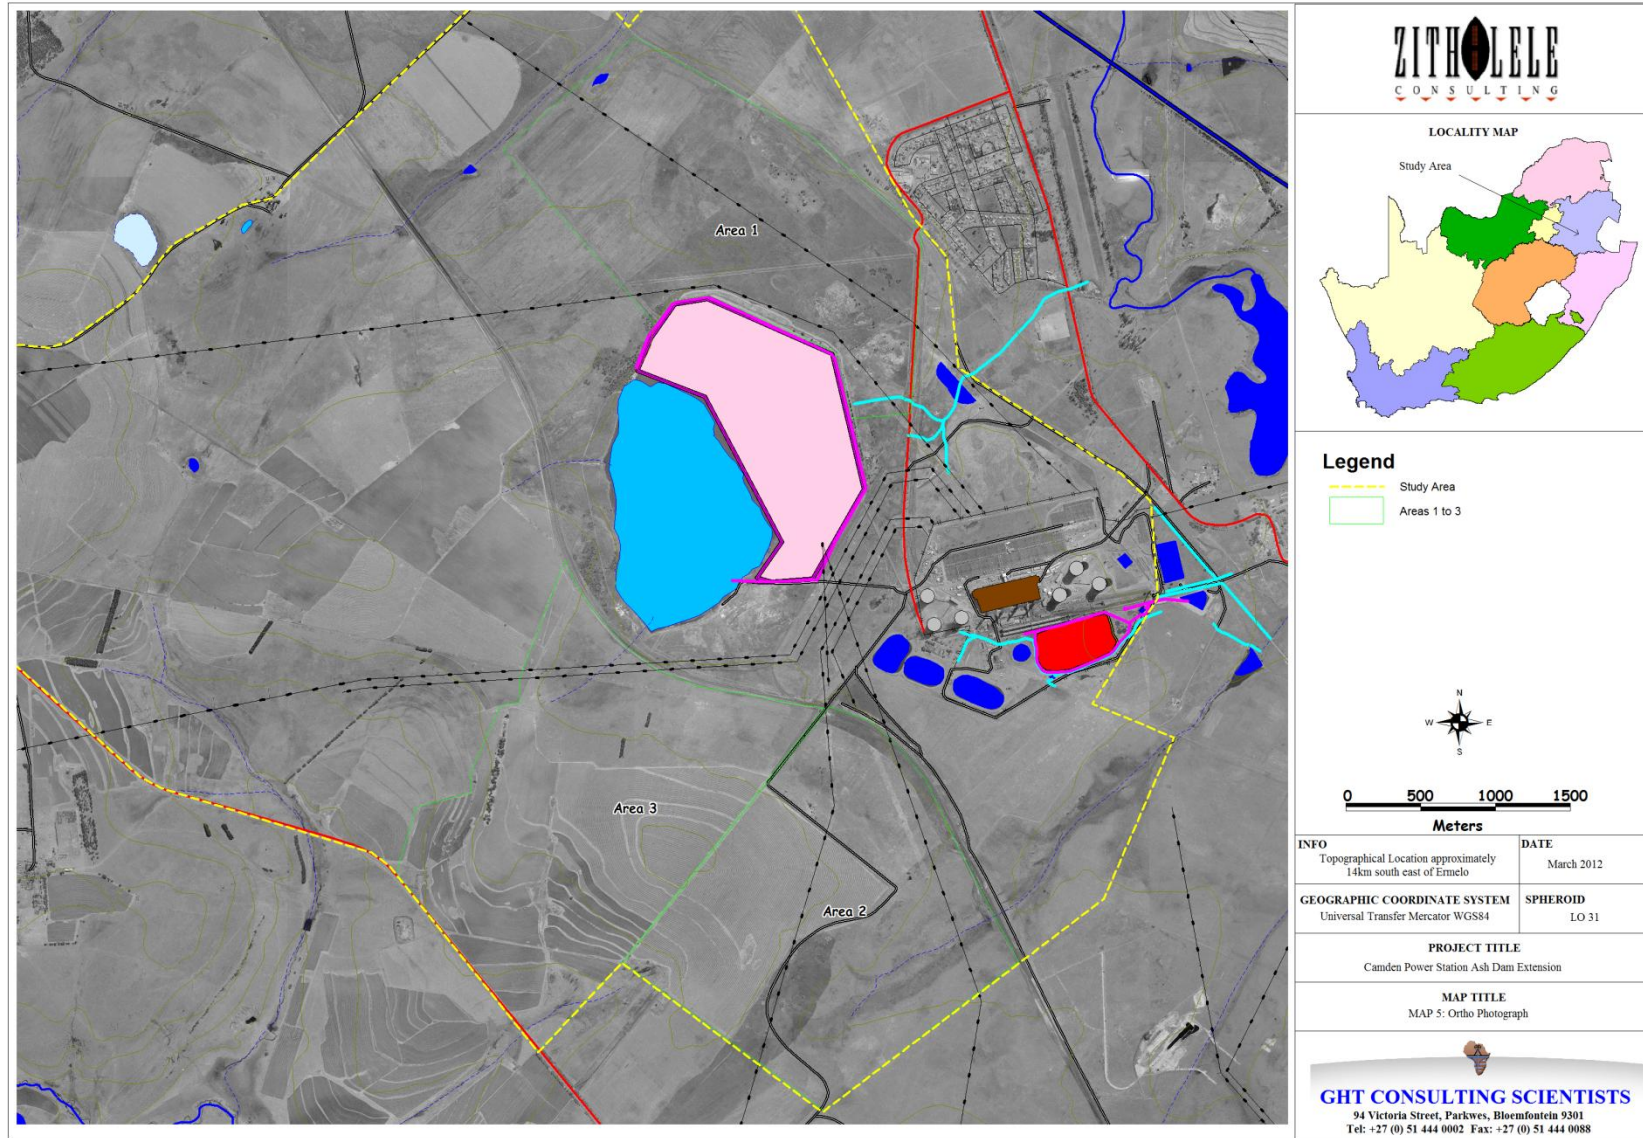 Area 1
Area 3
Area 2
ZITHOLELE
CONSULTING
LOCALITY MAP
Study Area
Legend
Study Area
Areas 1 to 3
N
W E
S
0 500 1000 1500
Meters
INFO
Topographical Location approximately
14km south east of Ermelo
DATE
March 2012
GEOGRAPHIC COORDINATE SYSTEM
Universal Transfer Mercator WGS84
SPHEROID
LO 31
PROJECT TITLE
Camden Power Station Ash Dam Extension
MAP TITLE
MAP 5: Ortho Photograph
GHT CONSULTING SCIENTISTS
94 Victoria Street, Parkwes, Bloemfontein 9301
Tel: +27 (0) 51 444 0002 Fax: +27 (0) 51 444 0088